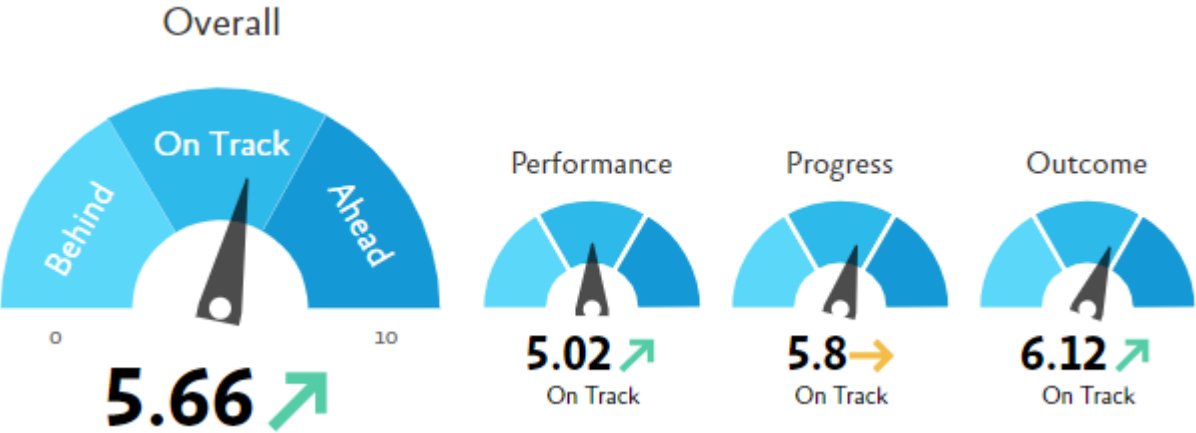 Overall
Behind
On Track
Ahead
0
10
5.66
Performance
5.02
On Track
Progress
5.8
On Track
Outcome
6.12
On Track